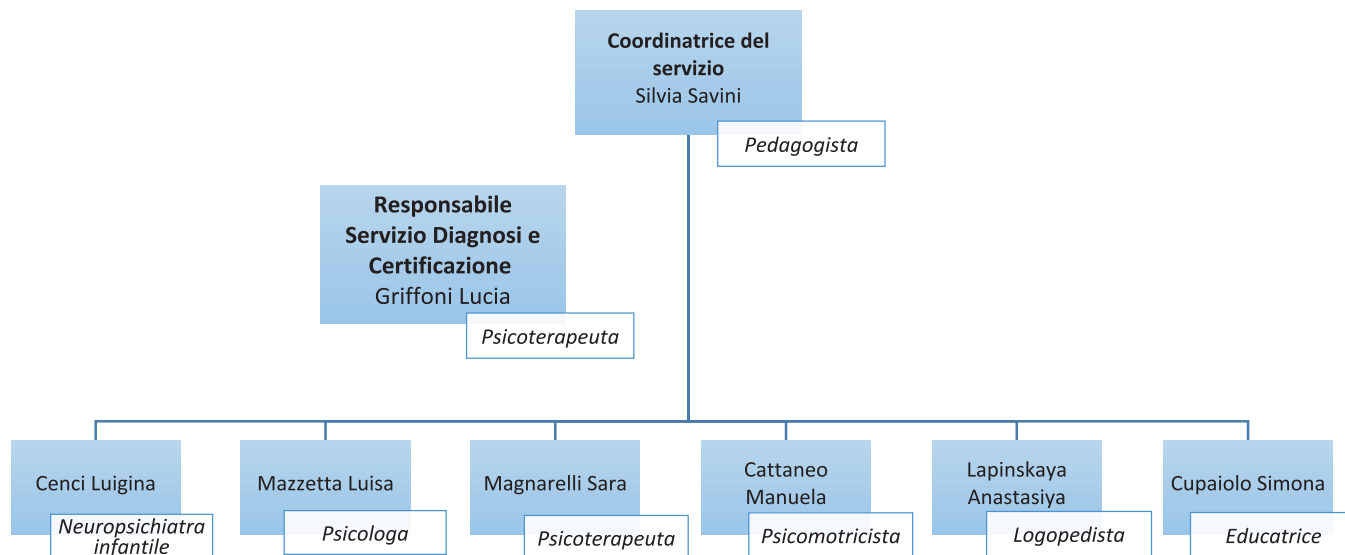 Coordinatrice del
servizio
Silvia Savini
Pedagogista
Responsabile
Servizio Diagnosi e
Certificazione
Griffoni Lucia
Psicoterapeuta
Cenci Luigina
Neuropsichiatra
infantile
Mazzetta Luisa
Psicologa
Magnarelli Sara
Psicoterapeuta
Cattaneo
Manuela
Psicomotricista
Lapinskaya
Anastasiya
Logopedista
Cupaiolo Simona
Educatrice